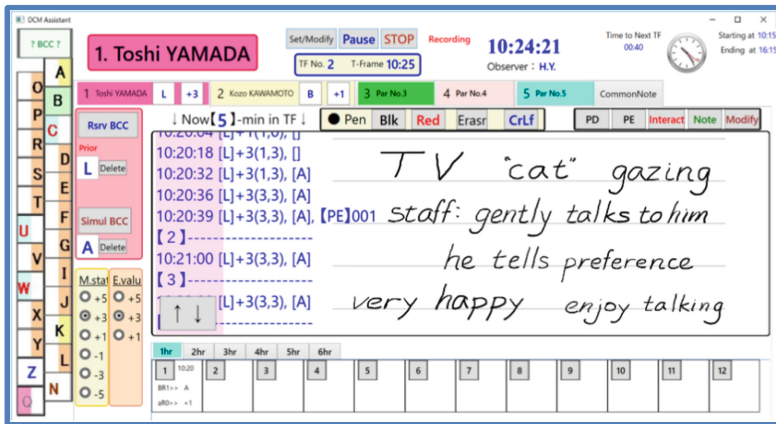 DCM Assistant
? BCC ?
1. Toshi YAMADA
Set/Modify Pause STOP Recording
TF No. 2 T-Frame 10:25
10:24:21
Observer : H.Y.
Time to Next TF
00:40
Starting at 10:15
Ending at 16:15
1 Toshi YAMADA L +3 2 Kozo KAWAMOTO B +1 3 Par No.3 4 Par No.4 5 Par No.5 CommonNote
↓ Now【5】-min in TF ↓ Pen Blk Red Erasr CrLf PD PE Interact Note Modify
Rsrv BCC
Prior
L Delete
Simul BCC
A Delete
10:20:04 [L]+1(1,0), []
10:20:18 [L]+3(1,3), []
10:20:32 [L]+3(1,3), [A]
10:20:36 [L]+3(3,3), [A]
10:20:39 [L]+3(3,3), [A], 【PE】001
【2】
10:21:00 [L]+3(3,3), [A]
【3】
[L]+3(3,3), [A]
↑ ↓
TV "cat" gazing
staff: gently talks to him
he tells preference
very happy enjoy talking
A
B
C
D
E
F
G
I
J
K
L
N
O
P
R
S
T
U
V
W
X
Y
Z
Q
M.stat E.valu
+5 +5
+3 +3
+1 +1
-1
-3
-5
1hr 2hr 3hr 4hr 5hr 6hr
1 10:20 2 3 4 5 6 7 8 9 10 11 12
BR1>> A
aR0>> +1